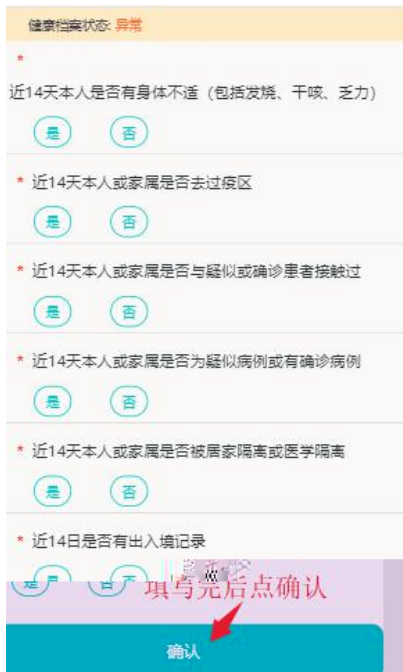 健康档案状态: 异常
*
近14天本人是否有身体不适（包括发烧、干咳、乏力）
是 否
* 近14天本人或家属是否去过疫区
是 否
* 近14天本人或家属是否与疑似或确诊患者接触过
是 否
* 近14天本人或家属是否为疑似病例或有确诊病例
是 否
* 近14天本人或家属是否被居家隔离或医学隔离
是 否
* 近14日是否有出入境记录
填写完后点确认
确认